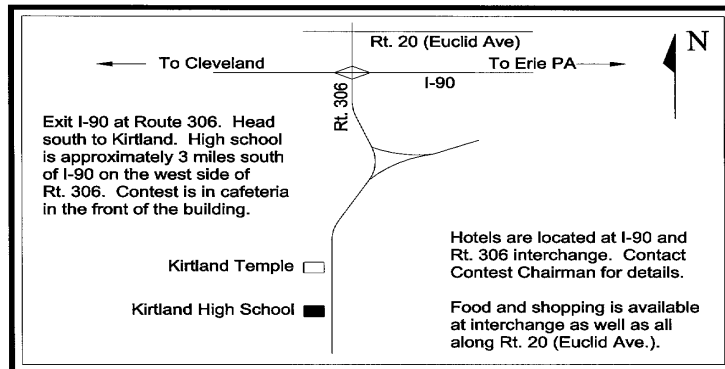 Rt. 20 (Euclid Ave)
N
To Cleveland
To Erie PA
I-90
Rt. 306
Exit I-90 at Route 306. Head
south to Kirtland. High school
is approximately 3 miles south
of I-90 on the west side of
Rt. 306. Contest is in cafeteria
in the front of the building.
Kirtland Temple
Kirtland High School
Hotels are located at I-90 and
Rt. 306 interchange. Contact
Contest Chairman for details.
Food and shopping is available
at interchange as well as all
along Rt. 20 (Euclid Ave.).